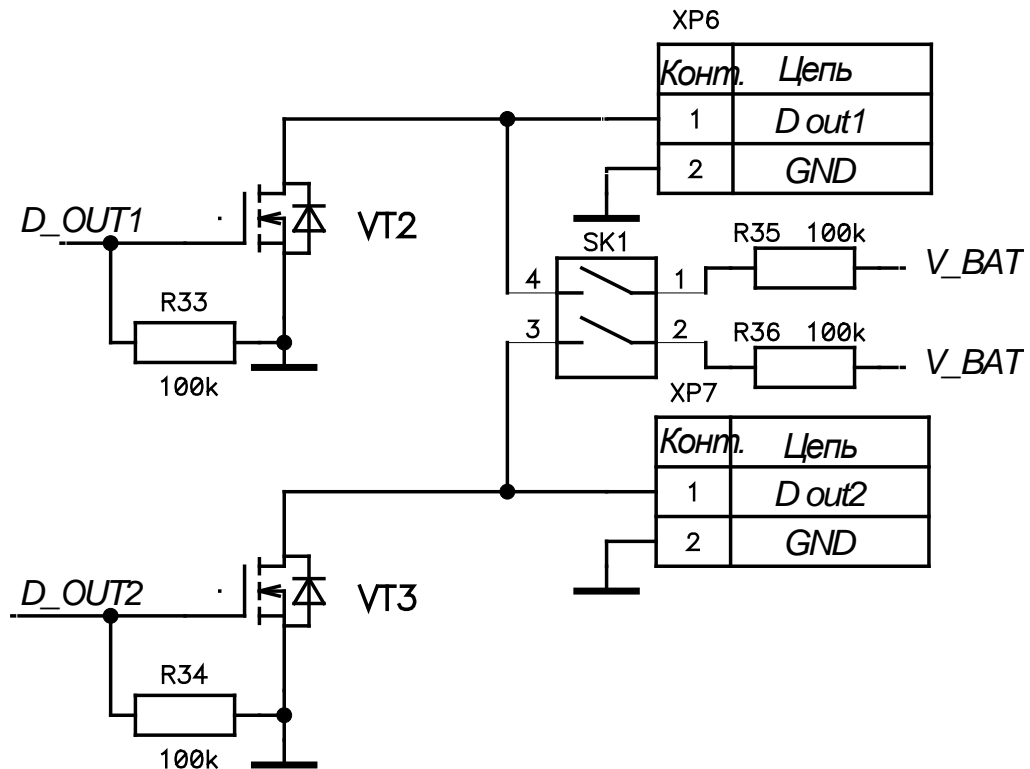 XP6
Конт. Цепь
1 D out1
2 GND
D_OUT1
VT2
R33
100k
SK1
4 1
3 2
R35 100k
V_BAT
R36 100k
V_BAT
XP7
Конт. Цепь
1 D out2
2 GND
D_OUT2
VT3
R34
100k